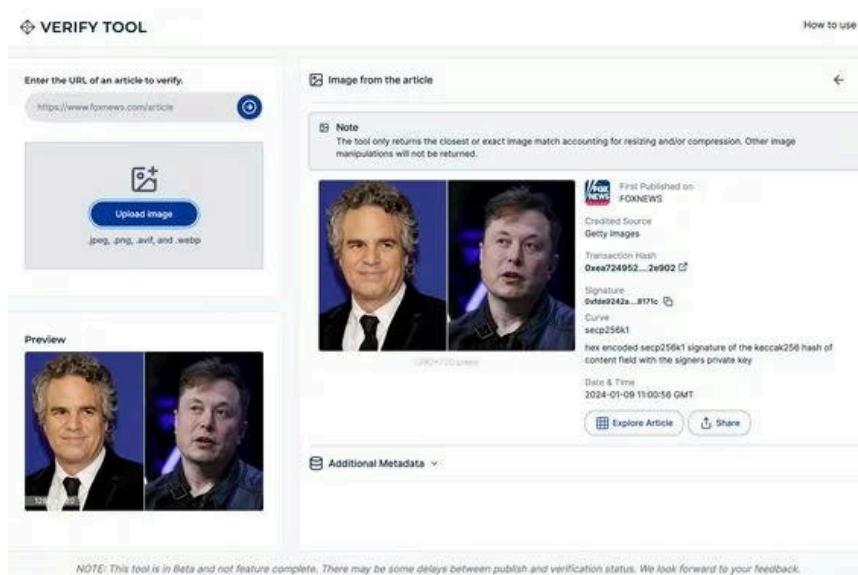 VERIFY TOOL
How to use
Enter the URL of an article to verify.
https://www.foxnews.com/article
Upload image
.jpeg, .png, .avif, and .webp
Preview
Image from the article
Note
The tool only returns the closest or exact image match accounting for resizing and/or compression. Other image
manipulations will not be returned.
FOX
NEWS
First Published on
FOXNEWS
Credited Source
Getty Images
Transaction Hash
0xea724952....2e902
Signature
Curve
secp256k1
hex encoded secp256k1 signature of the keccak256 hash of
content field with the signers private key
Date & Time
2024-01-09 11:00:56 GMT
Explore Article
Share
1280×720 pixels
Additional Metadata
NOTE: This tool is in Beta and not feature complete. There may be some delays between publish and verification status. We look forward to your feedback.